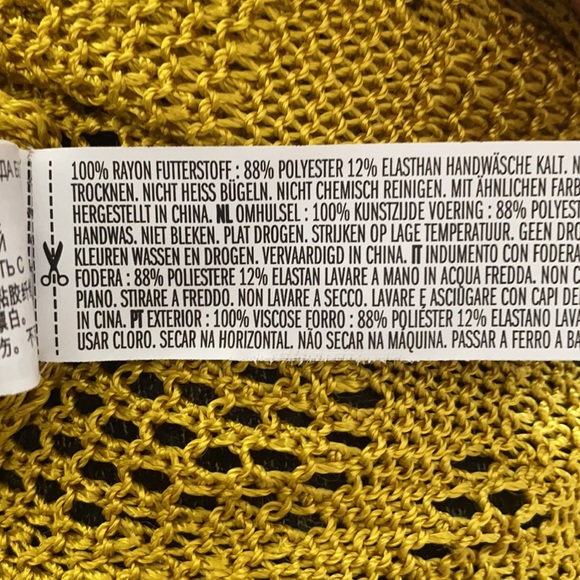 100% RAYON FUTTERSTOFF : 88% POLYESTER 12% ELASTHAN HANDWÄSCHE KALT. N
TROCKNEN. NICHT HEISS BÜGELN. NICHT CHEMISCH REINIGEN. MIT ÄHNLICHEN FARB
HERGESTELLT IN CHINA. NL OMHULSEL : 100% KUNSTZIJDE VOERING : 88% POLYEST
HANDWAS. NIET BLEKEN. PLAT DROGEN. STRIJKEN OP LAGE TEMPERATUUR. GEEN DRO
KLEUREN WASSEN EN DROGEN. VERVAARDIGD IN CHINA. IT INDUMENTO CON FODERA
FODERA : 88% POLIESTERE 12% ELASTAN LAVARE A MANO IN ACQUA FREDDA. NON C
PIANO. STIRARE A FREDDO. NON LAVARE A SECCO. LAVARE E ASCIUGARE CON CAPI DE
IN CINA. PT EXTERIOR : 100% VISCOSE FORRO : 88% POLIÉSTER 12% ELASTANO LAVA
USAR CLORO. SECAR NA HORIZONTAL. NÃO SECAR NA MÁQUINA. PASSAR A FERRO A BA